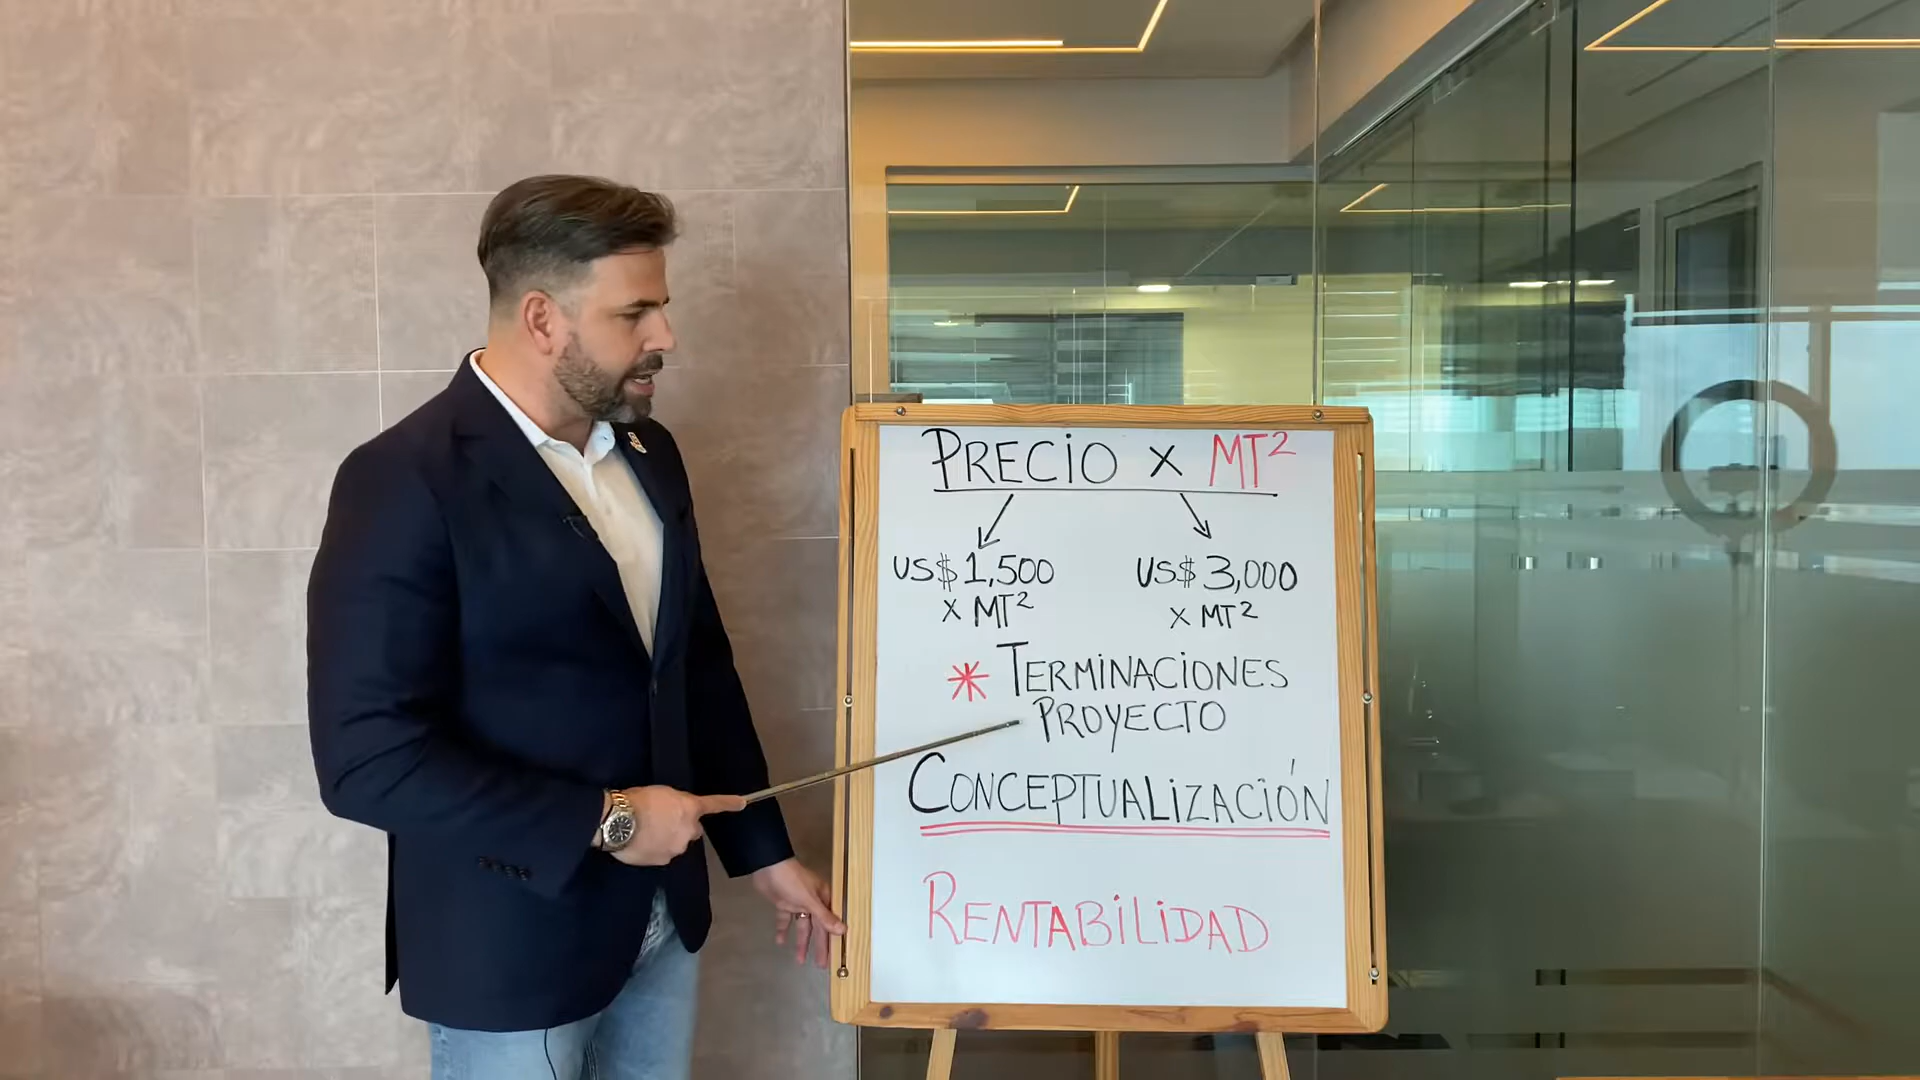 PRECIO X MT²
US$ 1,500 US$ 3,000
X MT² X MT²
* TERMINACIONES
PROYECTO
CONCEPTUALIZACIÓN
RENTABILIDAD